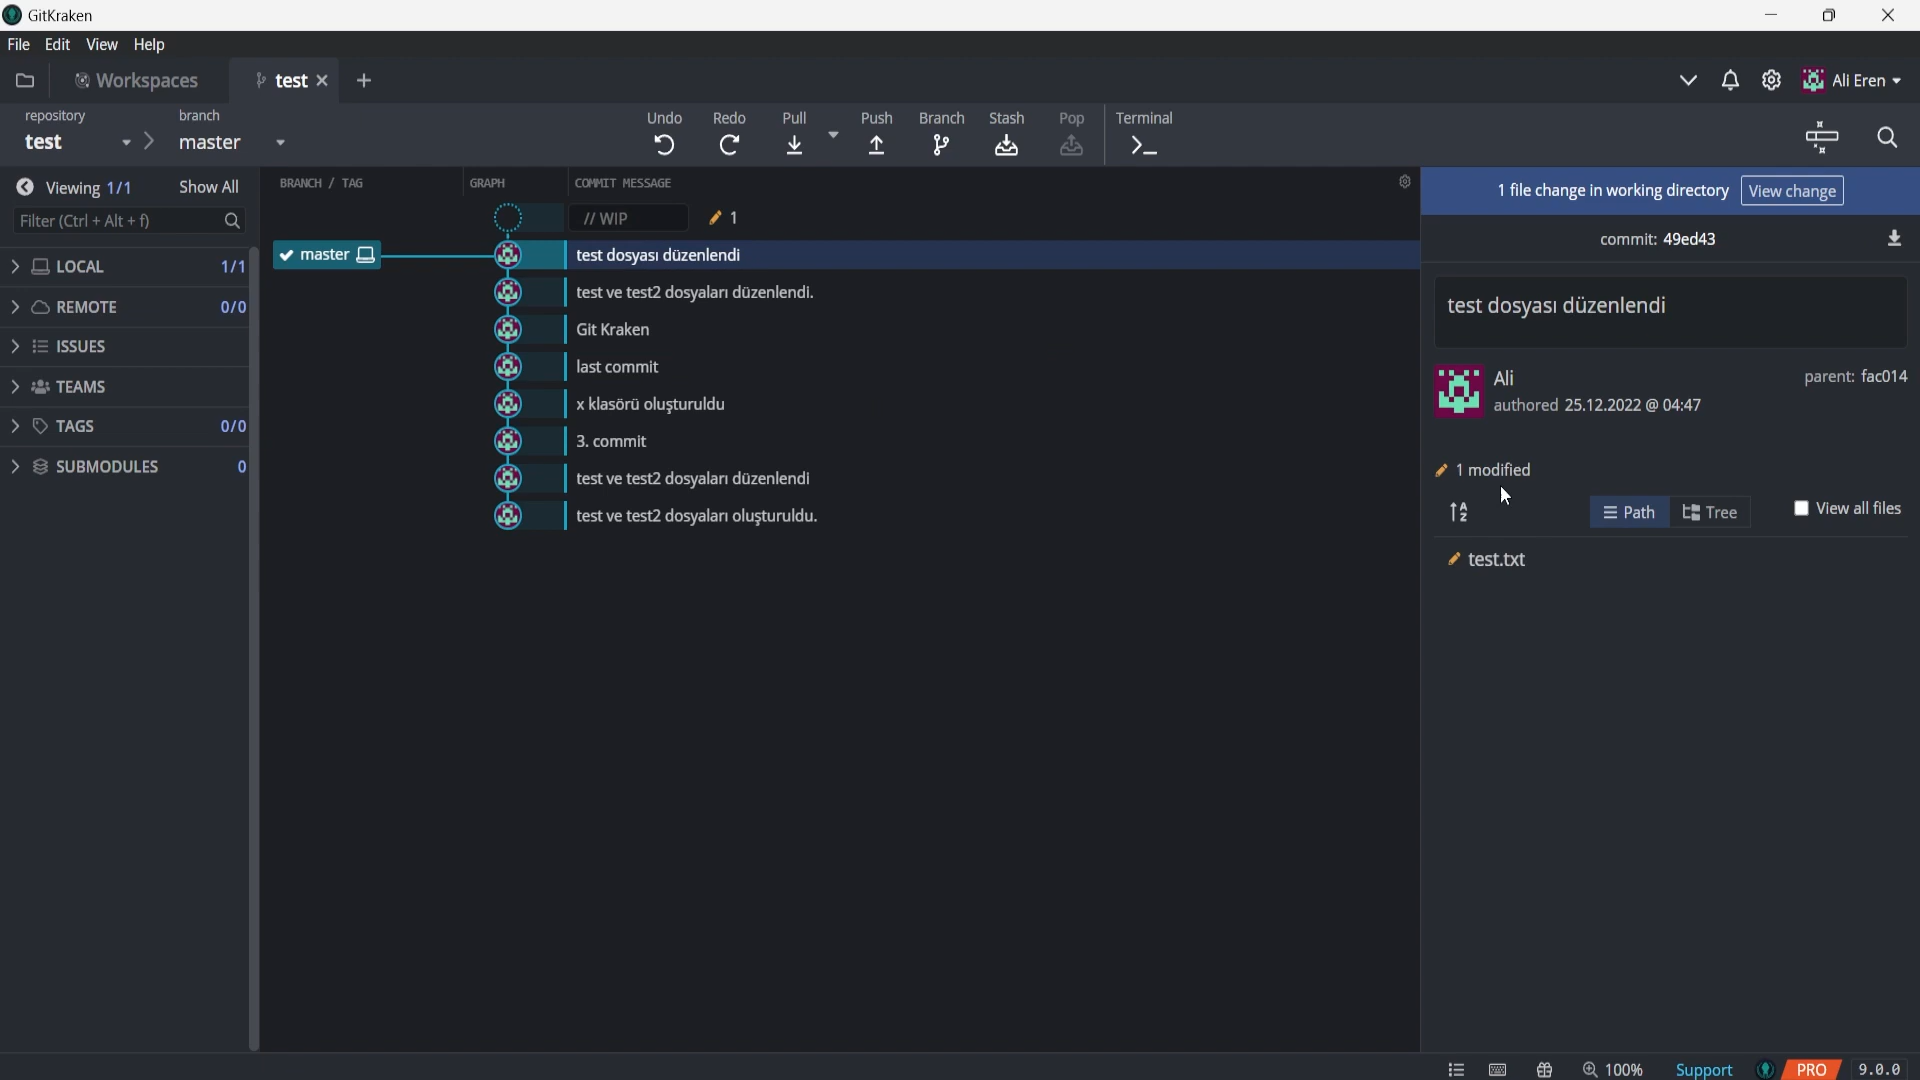 GitKraken
File Edit View Help
Workspaces test Ali Eren
repository
test
branch
master
Undo Redo Pull Push Branch Stash Pop Terminal
Viewing 1/1 Show All
Filter (Ctrl + Alt + f)
LOCAL 1/1
REMOTE 0/0
ISSUES
TEAMS
TAGS 0/0
SUBMODULES 0
BRANCH / TAG GRAPH COMMIT MESSAGE
// WIP 1
master test dosyası düzenlendi
test ve test2 dosyaları düzenlendi.
Git Kraken
last commit
x klasörü oluşturuldu
3. commit
test ve test2 dosyaları düzenlendi
test ve test2 dosyaları oluşturuldu.
1 file change in working directory View change
commit: 49ed43
test dosyası düzenlendi
Ali parent: fac014
authored 25.12.2022 @ 04:47
1 modified
Path Tree View all files
test.txt
100% Support PRO 9.0.0